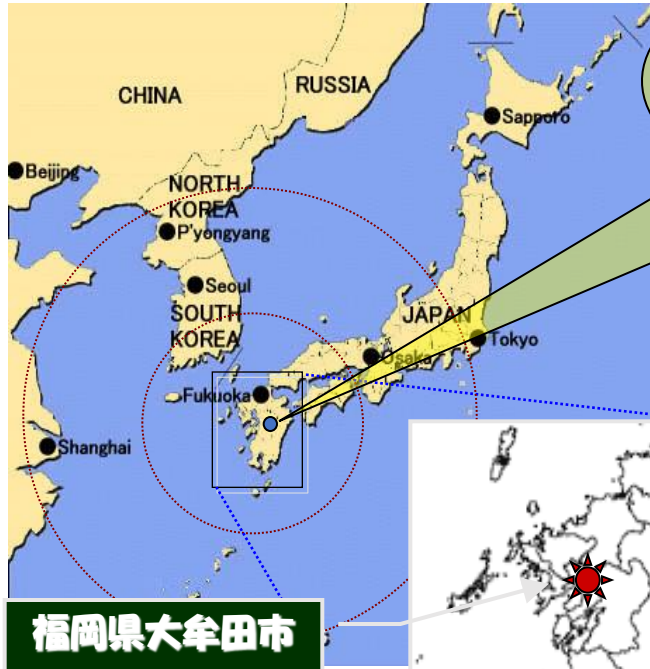 RUSSIA
CHINA
Sapporo
Beijing
NORTH
KOREA
P'yongyang
Seoul
SOUTH
KOREA
JAPAN
Tokyo
Osaka
Fukuoka
Shanghai
福岡県大牟田市